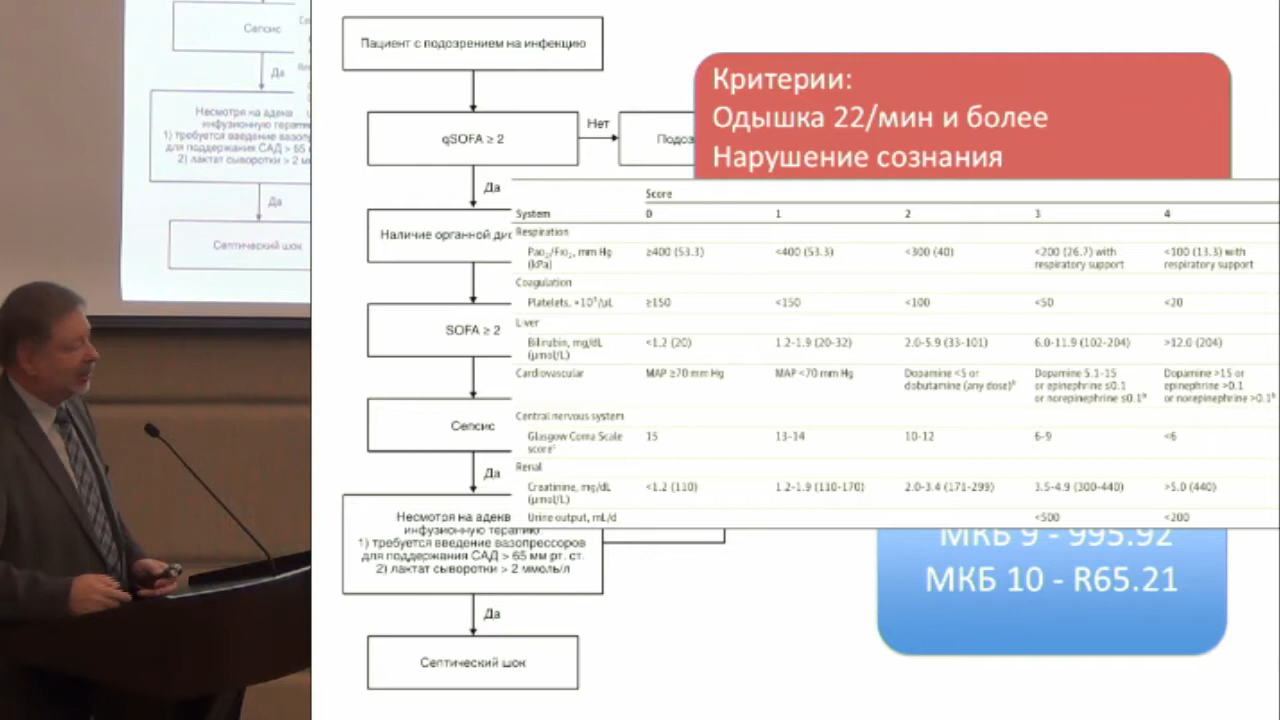 Сепсис
Да
Несмотря на адекв
инфузионную терапи
1) требуется введение вазопр
для поддержания САД > 65
2) лактат сыворотки > 2 м
Да
Септический шок
Пациент с подозрением на инфекцию
qSOFA ≥ 2
Нет
Подоз
Да
Наличие органной дис
SOFA ≥ 2
Сепсис
Да
Несмотря на адекв
инфузионную терапию:
1) требуется введение вазопрессоров
для поддержания САД > 65 мм рт. ст.
2) лактат сыворотки > 2 ммоль/л
Да
Септический шок
Критерии:
Одышка 22/мин и более
Нарушение сознания
Score
System 0 1 2 3 4
Respiration
Pao₂/Fio₂, mm Hg ≥400 (53.3) <400 (53.3) <300 (40) <200 (26.7) with <100 (13.3) with
(kPa) respiratory support respiratory support
Coagulation
Platelets, ×10³/μL ≥150 <150 <100 <50 <20
Liver
Bilirubin, mg/dL <1.2 (20) 1.2-1.9 (20-32) 2.0-5.9 (33-101) 6.0-11.9 (102-204) >12.0 (204)
(μmol/L)
Cardiovascular MAP ≥70 mm Hg MAP <70 mm Hg Dopamine <5 or Dopamine 5.1-15 Dopamine >15 or
dobutamine (any dose)ᵇ or epinephrine ≤0.1 epinephrine >0.1
or norepinephrine ≤0.1ᵇ or norepinephrine >0.1ᵇ
Central nervous system
Glasgow Coma Scale 15 13-14 10-12 6-9 <6
scoreᶜ
Renal
Creatinine, mg/dL <1.2 (110) 1.2-1.9 (110-170) 2.0-3.4 (171-299) 3.5-4.9 (300-440) >5.0 (440)
(μmol/L)
Urine output, mL/d <500 <200
МКБ 9 - 995.92
МКБ 10 - R65.21